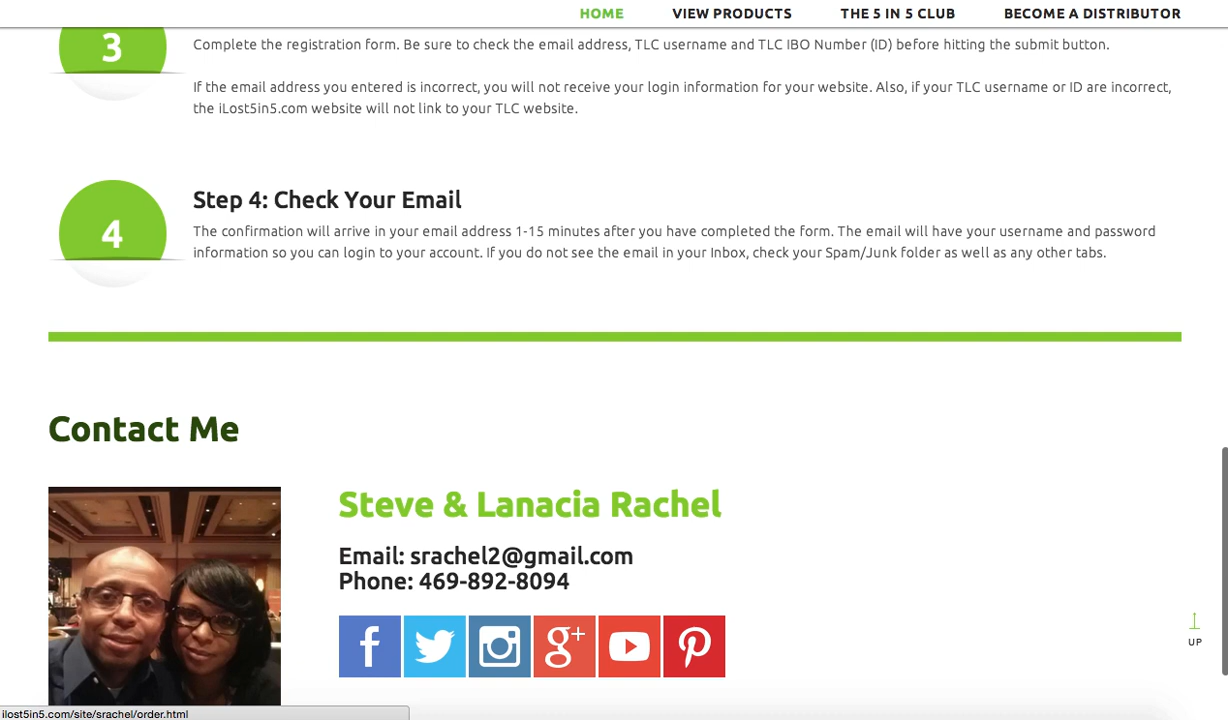 HOME VIEW PRODUCTS THE 5 IN 5 CLUB BECOME A DISTRIBUTOR
3
Complete the registration form. Be sure to check the email address, TLC username and TLC IBO Number (ID) before hitting the submit button.
If the email address you entered is incorrect, you will not receive your login information for your website. Also, if your TLC username or ID are incorrect,
the iLost5in5.com website will not link to your TLC website.
4
Step 4: Check Your Email
The confirmation will arrive in your email address 1-15 minutes after you have completed the form. The email will have your username and password
information so you can login to your account. If you do not see the email in your Inbox, check your Spam/Junk folder as well as any other tabs.
Contact Me
Steve & Lanacia Rachel
Email: srachel2@gmail.com
Phone: 469-892-8094
f g+
UP
ilost5in5.com/site/srachel/order.html